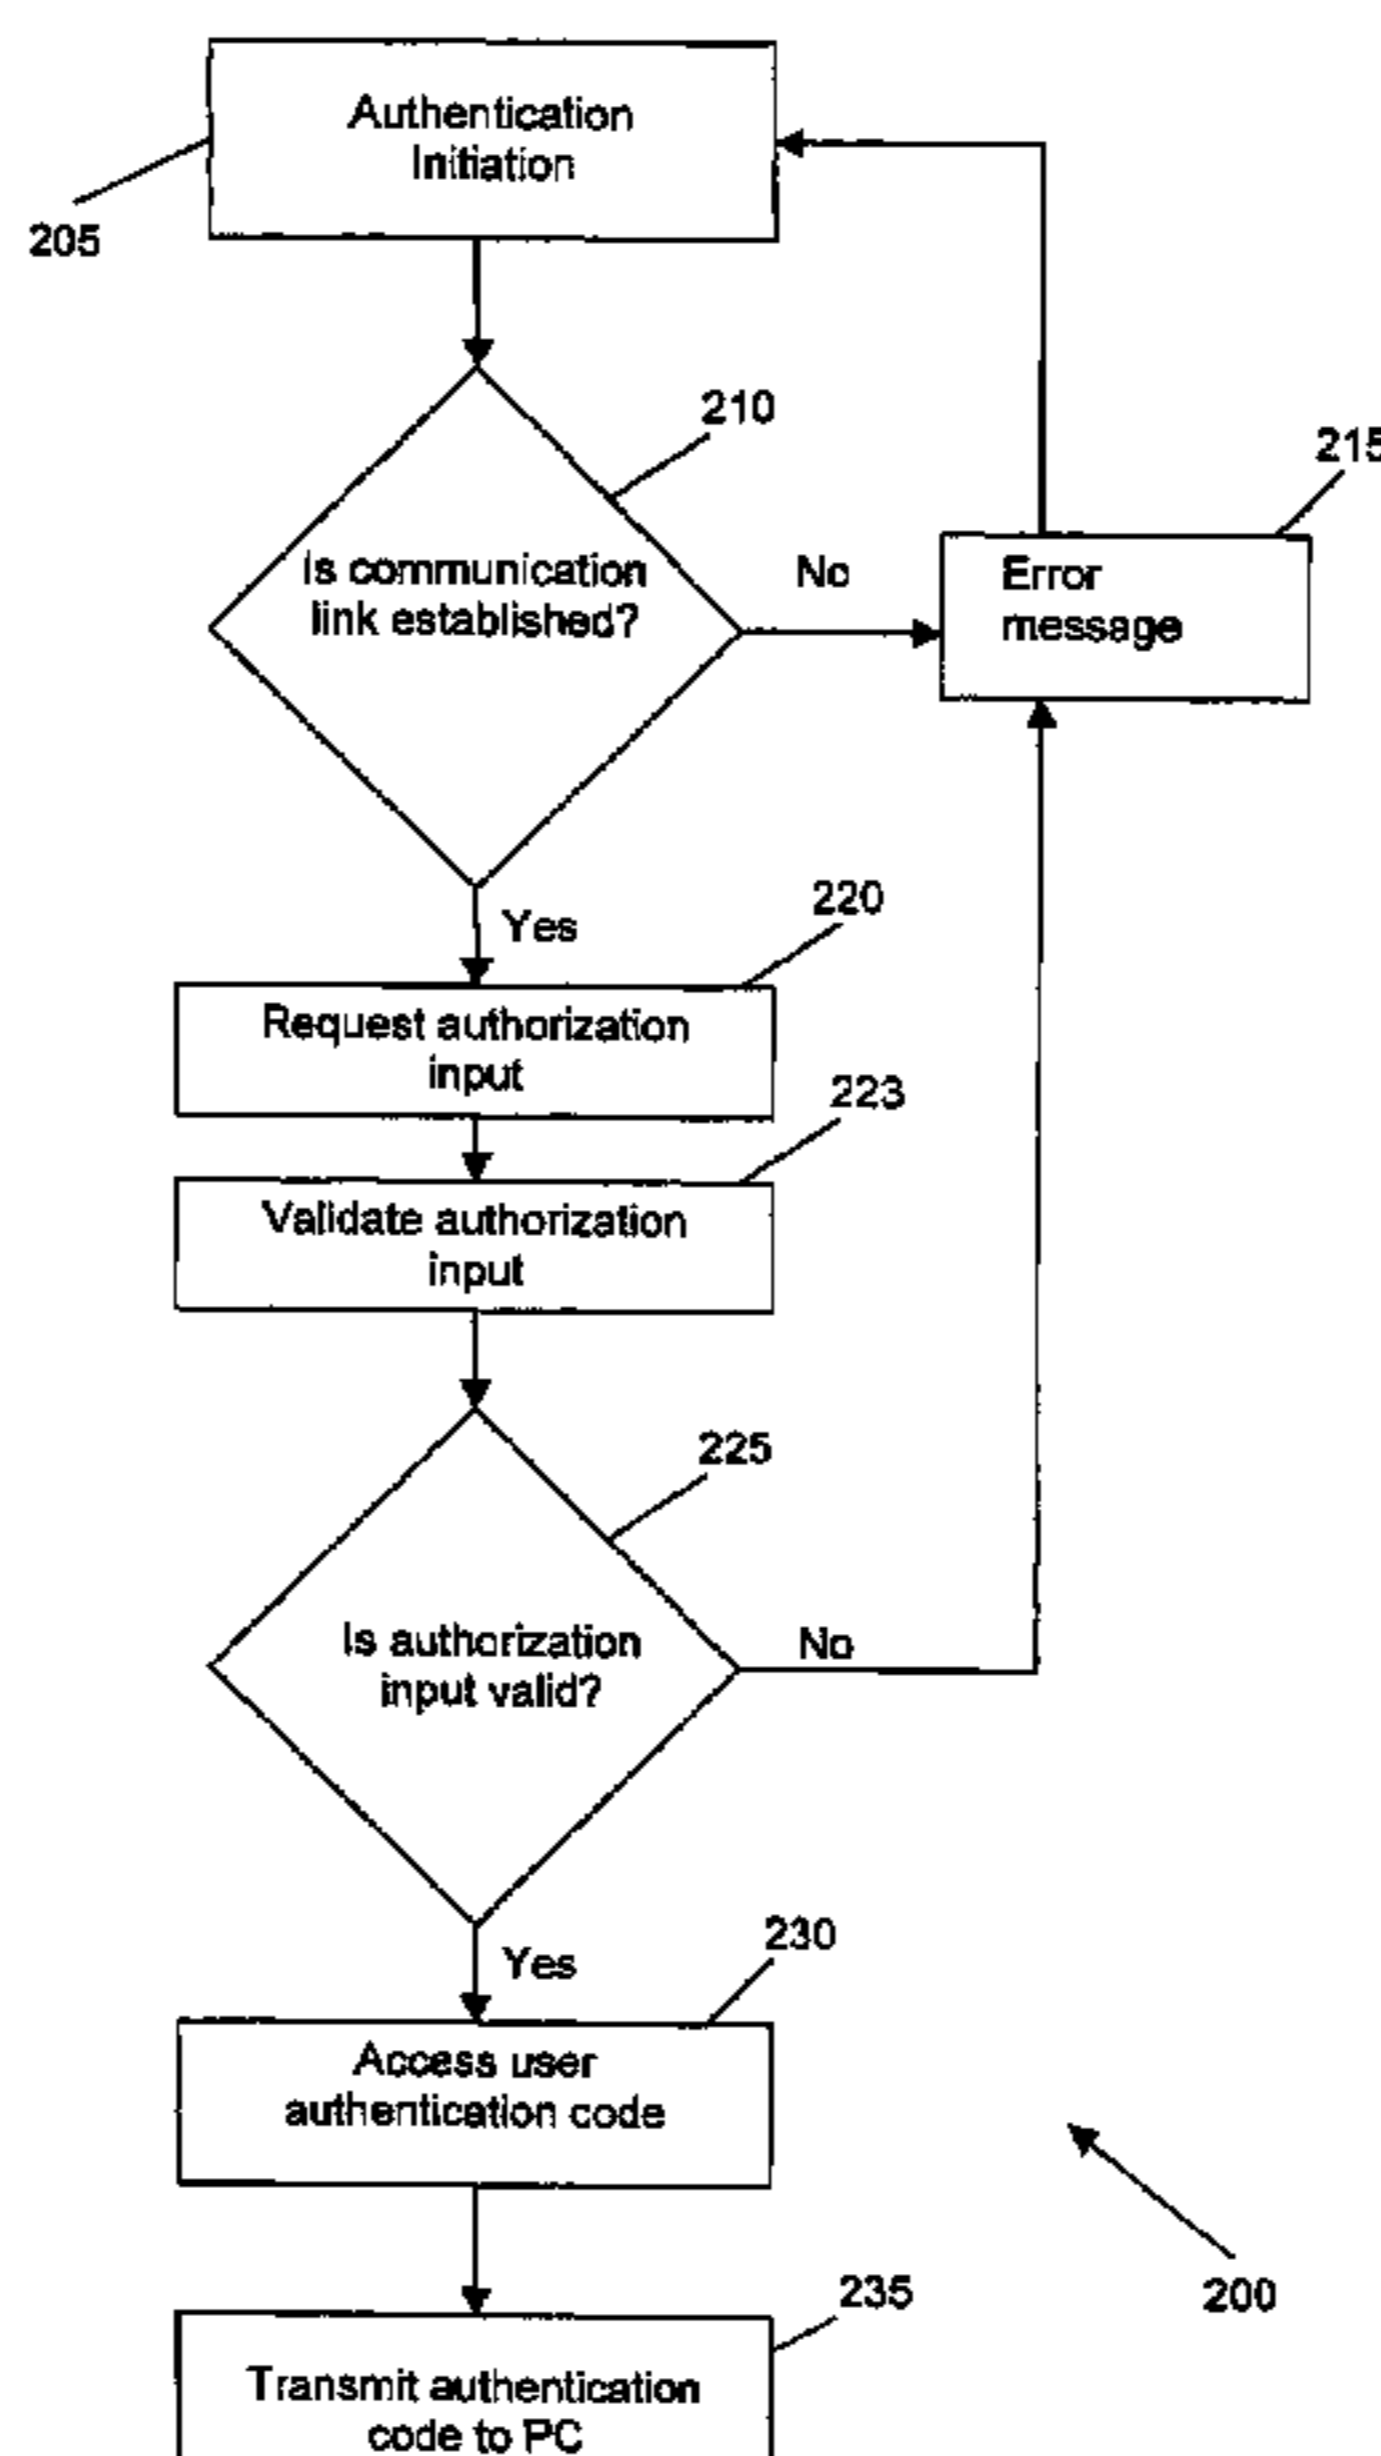 Authentication
Initiation
205
210
215
Is communication
link established?
No
Error
message
Yes
220
Request authorization
input
223
Validate authorization
input
225
Is authorization
input valid?
No
Yes
230
Access user
authentication code
200
235
Transmit authentication
code to PC